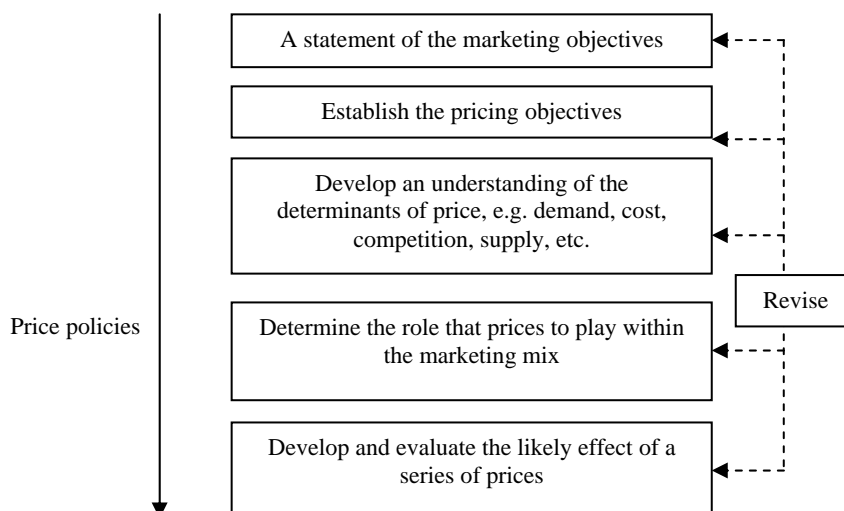 A statement of the marketing objectives
Establish the pricing objectives
Develop an understanding of the
determinants of price, e.g. demand, cost,
competition, supply, etc.
Revise
Price policies
Determine the role that prices to play within
the marketing mix
Develop and evaluate the likely effect of a
series of prices